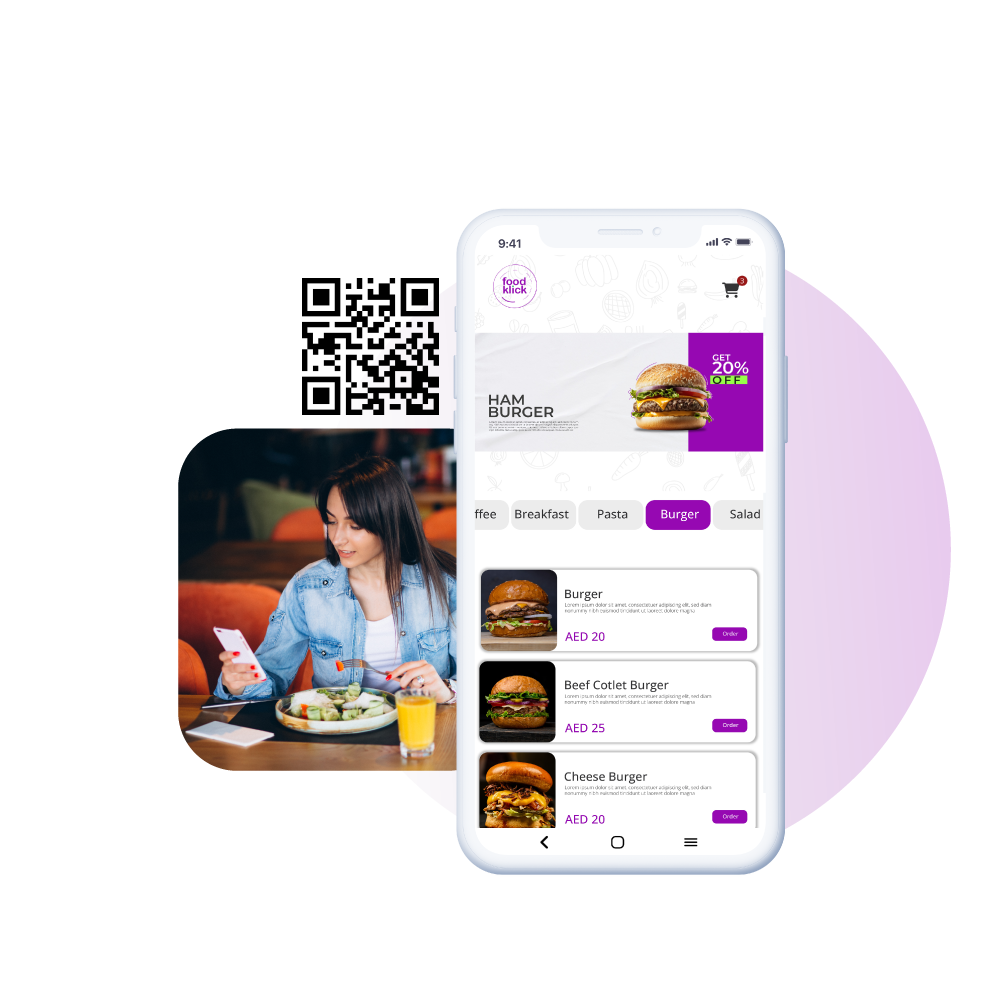 9:41
food
klick
3
GET
20%
OFF
HAM
BURGER
ffee
Breakfast
Pasta
Burger
Salad
Burger
Lorem ipsum dolor sit amet, consectetuer adipiscing elit, sed diam
nonummy nibh euismod tincidunt ut laoreet dolore magna
AED 20
Order
Beef Cotlet Burger
Lorem ipsum dolor sit amet, consectetuer adipiscing elit, sed diam
nonummy nibh euismod tincidunt ut laoreet dolore magna
AED 25
Order
Cheese Burger
Lorem ipsum dolor sit amet, consectetuer adipiscing elit, sed diam
nonummy nibh euismod tincidunt ut laoreet dolore magna
AED 20
Order